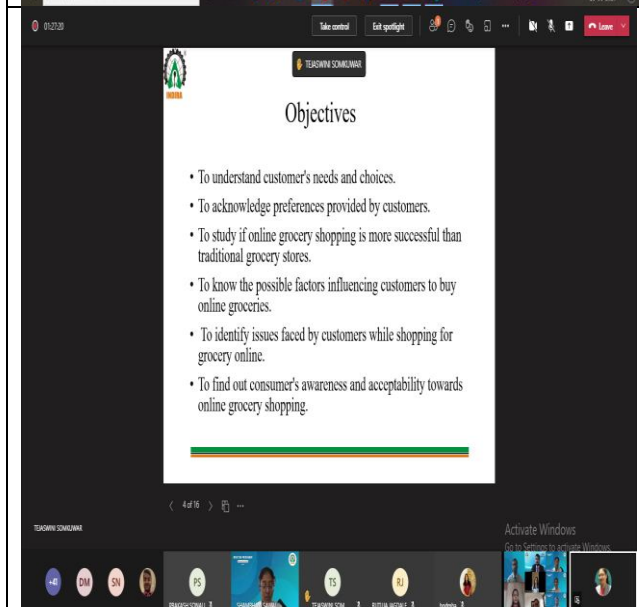 01:27:20
Take control
Exit spotlight
Leave
TEJASWINI SOMKUWAR
INDIRA
Objectives
• To understand customer's needs and choices.
• To acknowledge preferences provided by customers.
• To study if online grocery shopping is more successful than
traditional grocery stores.
• To know the possible factors influencing customers to buy
online groceries.
• To identify issues faced by customers while shopping for
grocery online.
• To find out consumer's awareness and acceptability towards
online grocery shopping.
4 of 16
TEJASWINI SOMKUWAR
Activate Windows
Go to Settings to activate Windows.
DM
SN
PS
TS
RJ
TEJASWINI SOM...